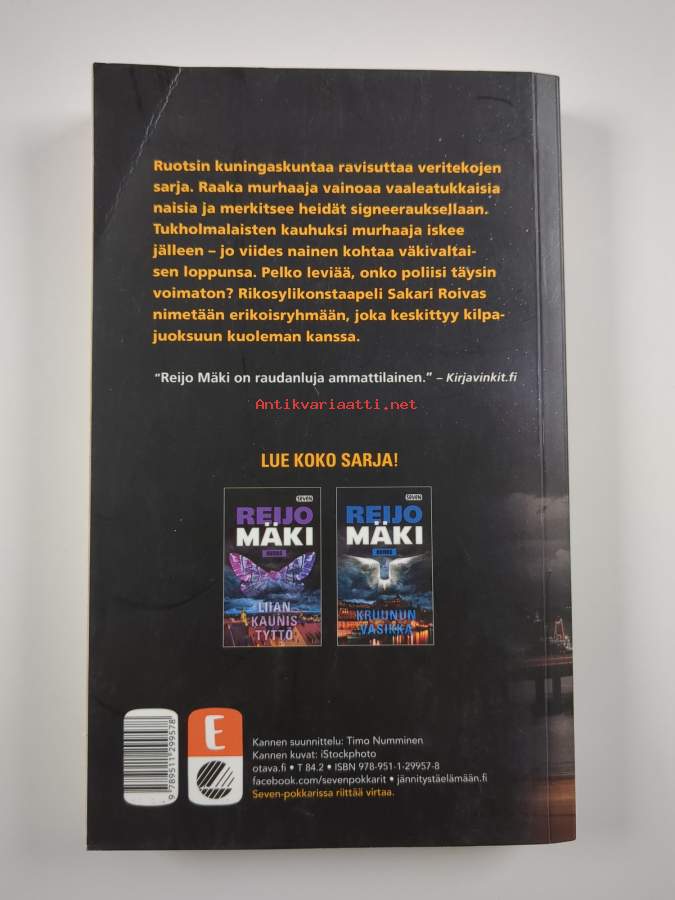 Ruotsin kuningaskuntaa ravisuttaa veritekojen
sarja. Raaka murhaaja vainoaa vaaleatukkaisia
naisia ja merkitsee heidät signeerauksellaan.
Tukholmalaisten kauhuksi murhaaja iskee
jälleen – jo viides nainen kohtaa väkivaltai-
sen loppunsa. Pelko leviää, onko poliisi täysin
voimaton? Rikosylikonstaapeli Sakari Roivas
nimetään erikoisryhmään, joka keskittyy kilpa-
juoksuun kuoleman kanssa.
"Reijo Mäki on raudanluja ammattilainen." – Kirjavinkit.fi
Antikvariaatti.net
LUE KOKO SARJA!
SEVEN
REIJO
MÄKI
LIIAN
KAUNIS
TYTTÖ
SEVEN
REIJO
MÄKI
KRUUNUN
VASIKKA
9 789511 299578
E
Kannen suunnittelu: Timo Numminen
Kannen kuvat: iStockphoto
otava.fi • T 84.2 • ISBN 978-951-1-29957-8
facebook.com/sevenpokkarit • jännitystäelämään.fi
Seven-pokkarissa riittää virtaa.